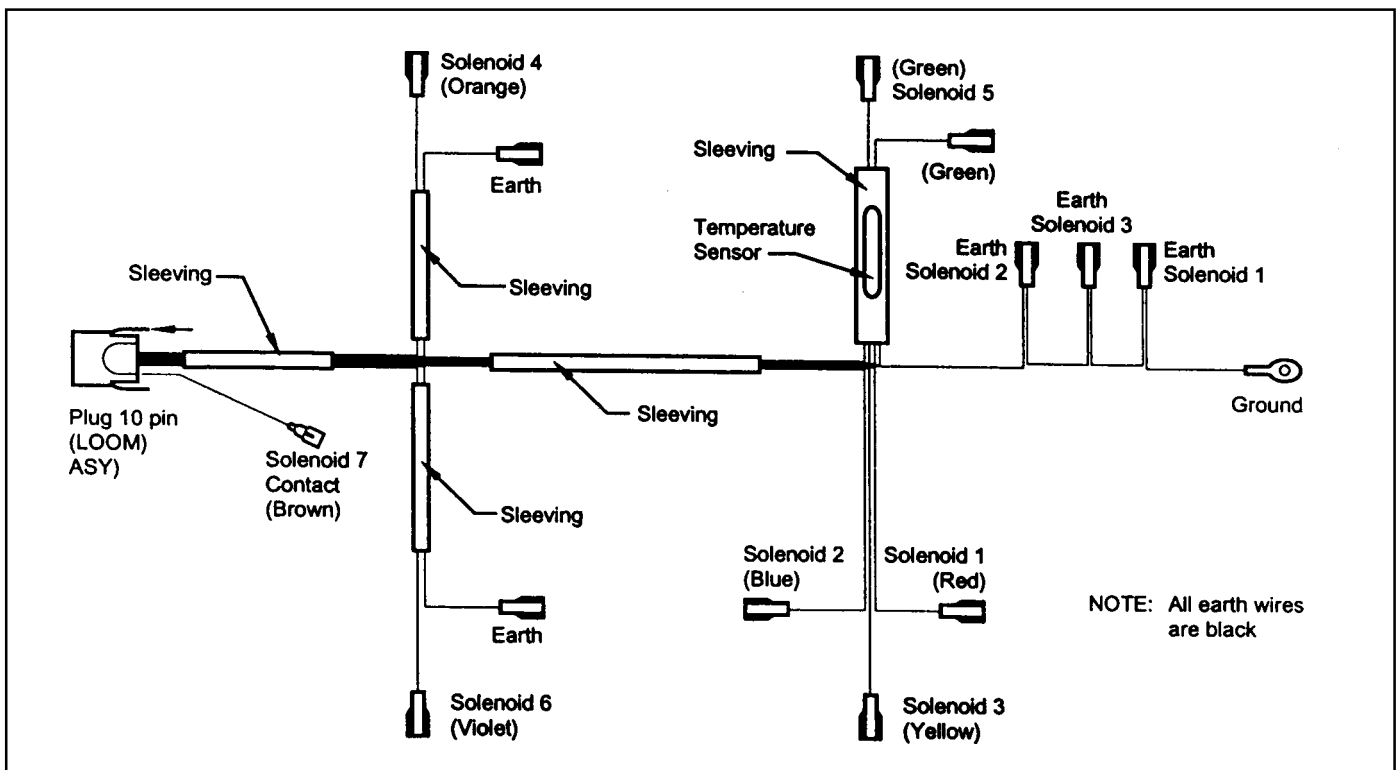 Solenoid 4
(Orange)
(Green)
Solenoid 5
Earth
Sleeving
(Green)
Earth
Solenoid 3
Temperature
Sensor
Earth
Solenoid 2
Earth
Solenoid 1
Sleeving
Sleeving
Sleeving
Ground
Plug 10 pin
(LOOM)
ASY)
Solenoid 7
Contact
(Brown)
Sleeving
Solenoid 2
(Blue)
Solenoid 1
(Red)
NOTE: All earth wires
are black
Earth
Solenoid 6
(Violet)
Solenoid 3
(Yellow)